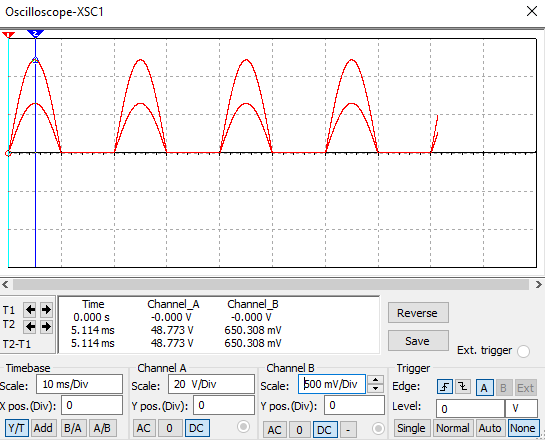 Oscilloscope-XSC1
1 2
T1
T2
T2-T1
Time Channel_A Channel_B
0.000 s -0.000 V -0.000 V
5.114 ms 48.773 V 650.308 mV
5.114 ms 48.773 V 650.308 mV
Reverse
Save
Ext. trigger
Timebase
Scale: 10 ms/Div
X pos.(Div): 0
Y/T Add B/A A/B
Channel A
Scale: 20 V/Div
Y pos.(Div): 0
AC 0 DC
Channel B
Scale: 500 mV/Div
Y pos.(Div): 0
AC 0 DC -
Trigger
Edge: A B Ext
Level: 0 V
Single Normal Auto None